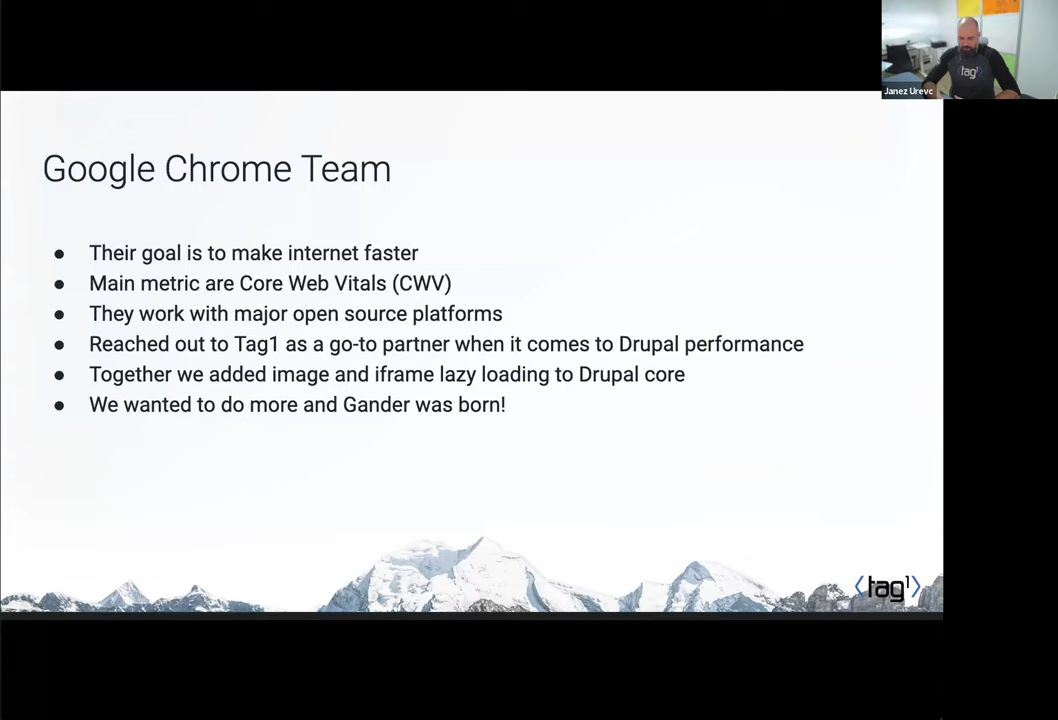 tag1
Janez Urevc
Google Chrome Team
● Their goal is to make internet faster
● Main metric are Core Web Vitals (CWV)
● They work with major open source platforms
● Reached out to Tag1 as a go-to partner when it comes to Drupal performance
● Together we added image and iframe lazy loading to Drupal core
● We wanted to do more and Gander was born!
⟨tag1⟩